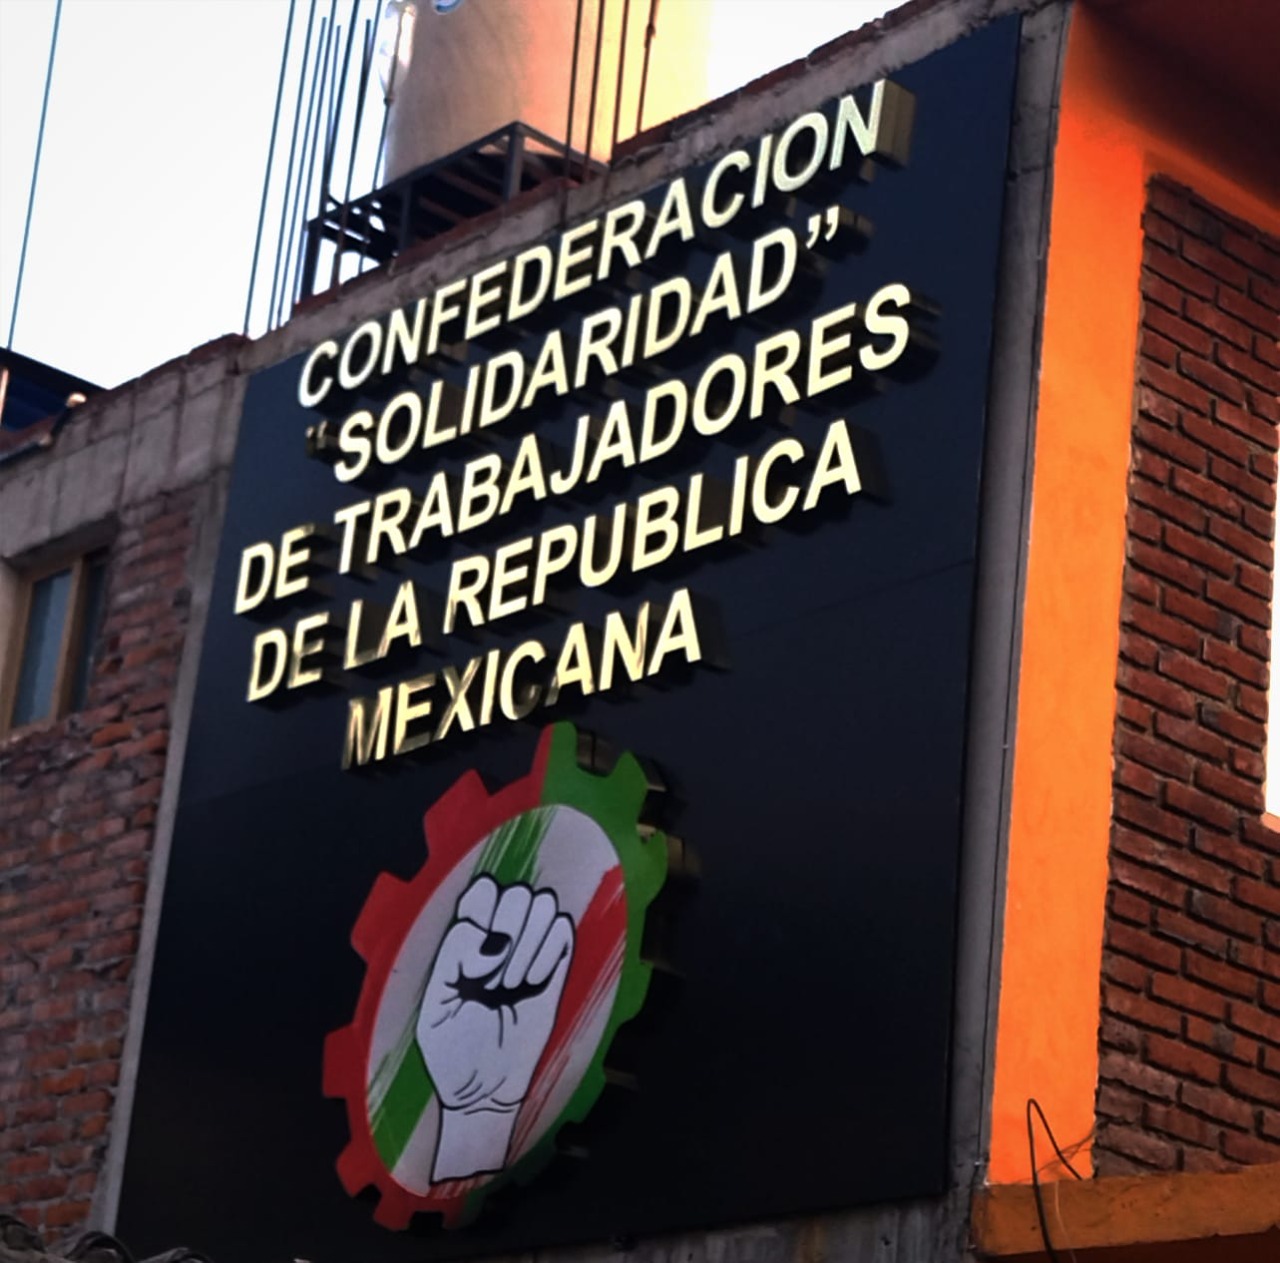 CONFEDERACION
“SOLIDARIDAD”
DE TRABAJADORES
DE LA REPUBLICA
MEXICANA